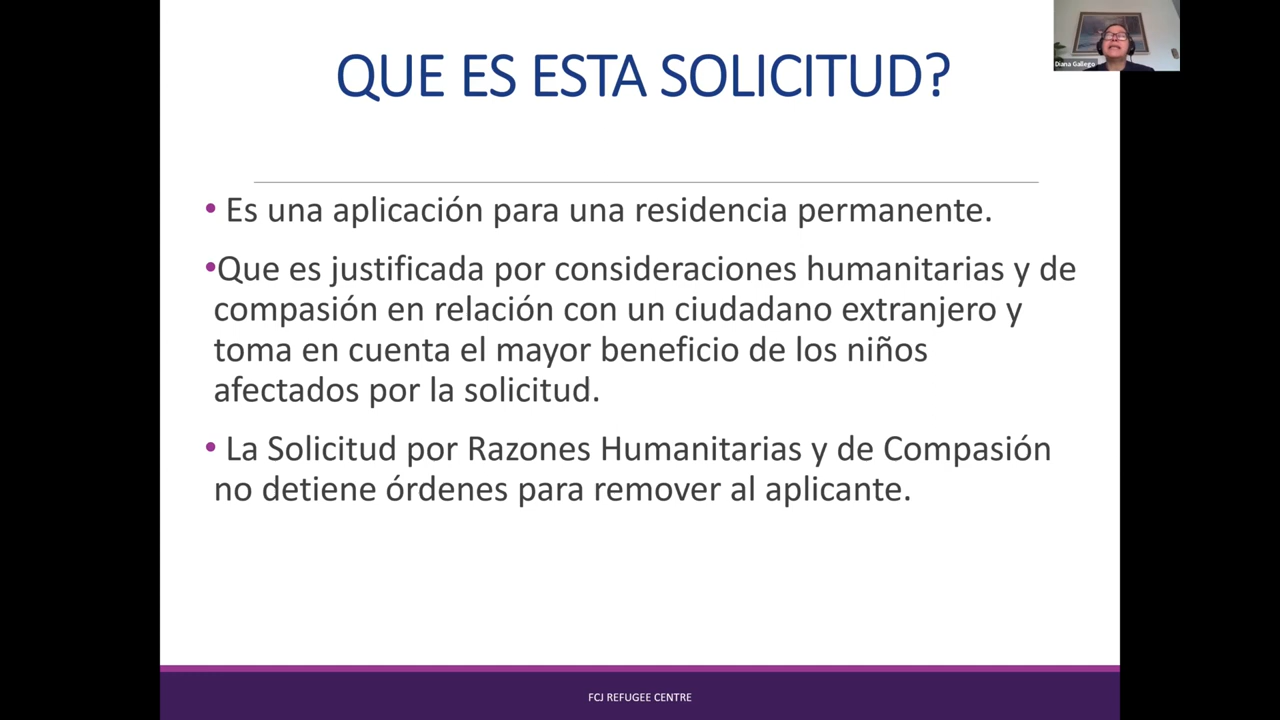 QUE ES ESTA SOLICITUD?
Diana Gallego
• Es una aplicación para una residencia permanente.
•Que es justificada por consideraciones humanitarias y de
compasión en relación con un ciudadano extranjero y
toma en cuenta el mayor beneficio de los niños
afectados por la solicitud.
• La Solicitud por Razones Humanitarias y de Compasión
no detiene órdenes para remover al aplicante.
FCJ REFUGEE CENTRE